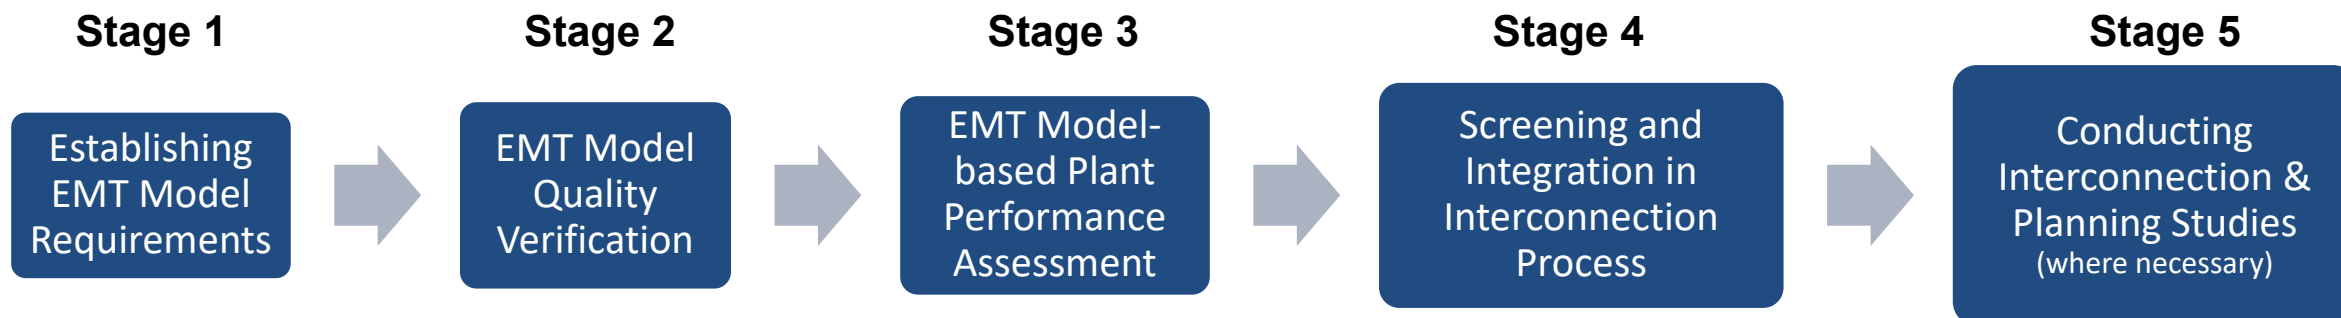 Stage 1
Stage 2
Stage 3
Stage 4
Stage 5
Establishing
EMT Model
Requirements
EMT Model
Quality
Verification
EMT Model-
based Plant
Performance
Assessment
Screening and
Integration in
Interconnection
Process
Conducting
Interconnection &
Planning Studies
(where necessary)